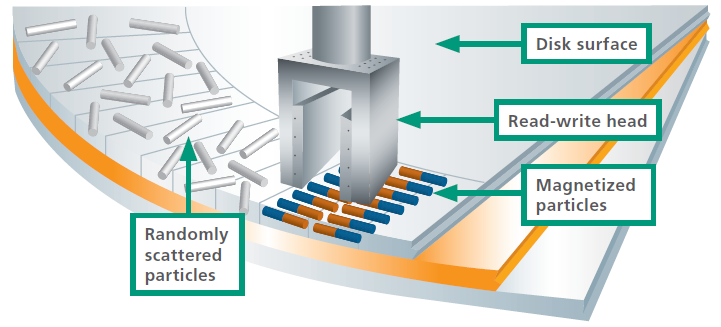 Disk surface
Read-write head
Magnetized
particles
Randomly
scattered
particles